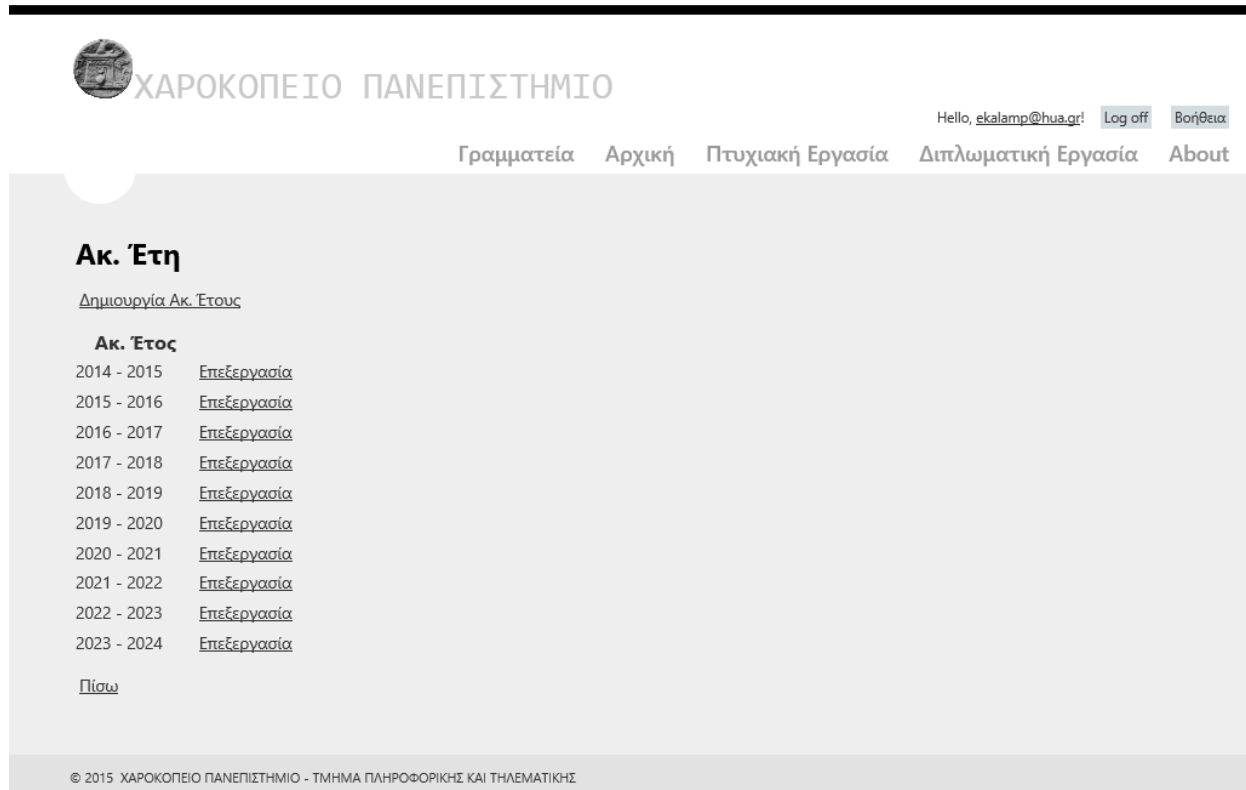 ΧΑΡΟΚΟΠΕΙΟ ΠΑΝΕΠΙΣΤΗΜΙΟ
Hello, ekalamp@hua.gr! Log off Βοήθεια
Γραμματεία Αρχική Πτυχιακή Εργασία Διπλωματική Εργασία About
Ακ. Έτη
Δημιουργία Ακ. Έτους
Ακ. Έτος
2014 - 2015 Επεξεργασία
2015 - 2016 Επεξεργασία
2016 - 2017 Επεξεργασία
2017 - 2018 Επεξεργασία
2018 - 2019 Επεξεργασία
2019 - 2020 Επεξεργασία
2020 - 2021 Επεξεργασία
2021 - 2022 Επεξεργασία
2022 - 2023 Επεξεργασία
2023 - 2024 Επεξεργασία
Πίσω
© 2015 ΧΑΡΟΚΟΠΕΙΟ ΠΑΝΕΠΙΣΤΗΜΙΟ - ΤΜΗΜΑ ΠΛΗΡΟΦΟΡΙΚΗΣ ΚΑΙ ΤΗΛΕΜΑΤΙΚΗΣ